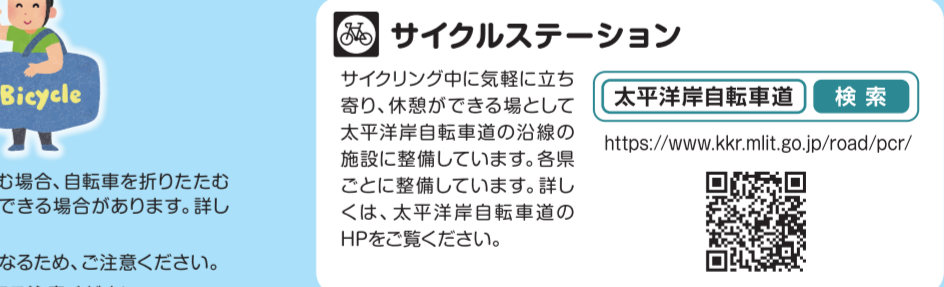 Bicycle
む場合、自転車を折りたたむ
できる場合があります。詳し
なるため、ご注意ください。
サイクルステーション
サイクリング中に気軽に立ち
寄り、休憩ができる場として
太平洋岸自転車道の沿線の
施設に整備しています。各県
ごとに整備しています。詳し
くは、太平洋岸自転車道の
HPをご覧ください。
太平洋岸自転車道 検索
https://www.kkr.mlit.go.jp/road/pcr/